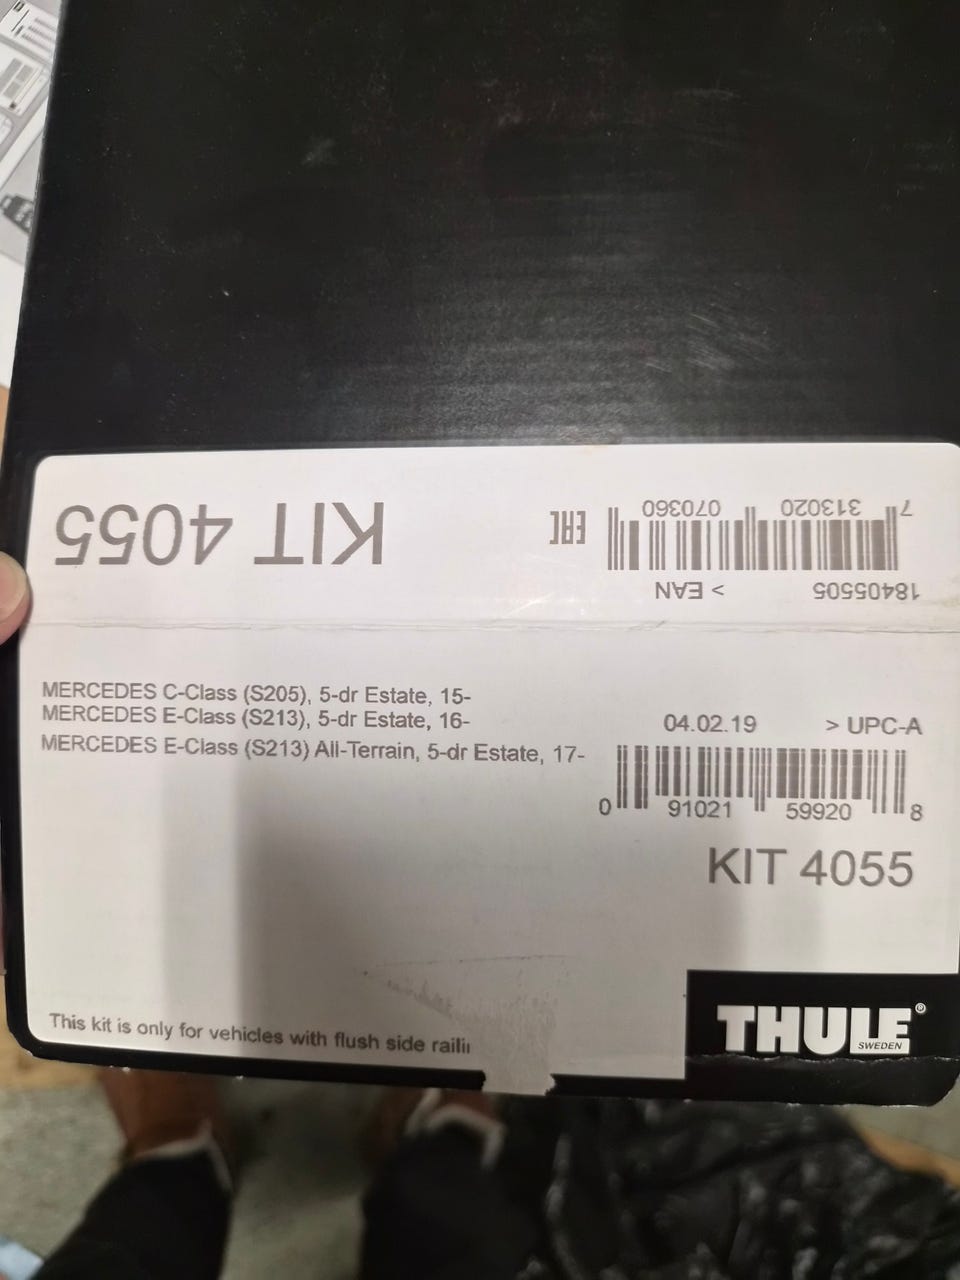 KIT 4055
EAC
7 313020 070360
18405505 > EAN
MERCEDES C-Class (S205), 5-dr Estate, 15-
MERCEDES E-Class (S213), 5-dr Estate, 16-
MERCEDES E-Class (S213) All-Terrain, 5-dr Estate, 17-
04.02.19 > UPC-A
0 91021 59920 8
KIT 4055
This kit is only for vehicles with flush side
THULE®
SWEDEN